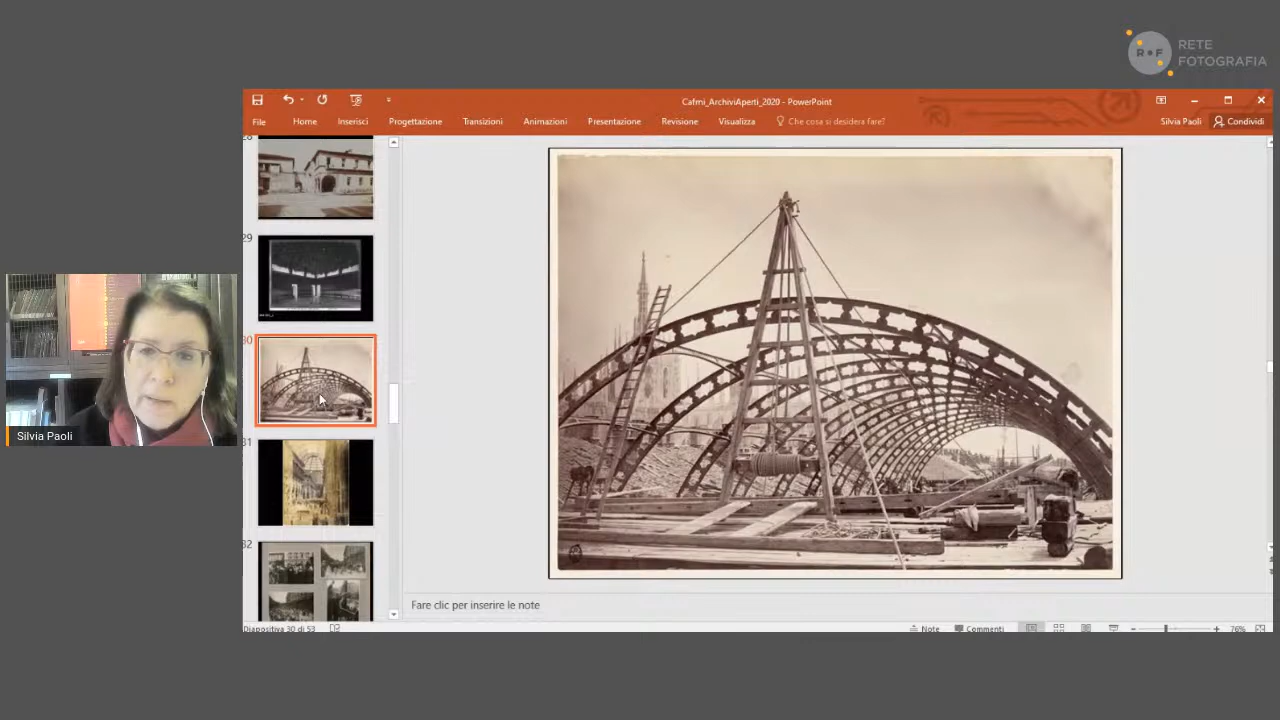 RETE
R F
FOTOGRAFIA
Cafmi_ArchiviAperti_2020 - PowerPoint
File Home Inserisci Progettazione Transizioni Animazioni Presentazione Revisione Visualizza Che cosa si desidera fare? Silvia Paoli Condividi
29
30
31
32
Silvia Paoli
Fare clic per inserire le note
Diapositiva 30 di 53 Note Commenti 76%